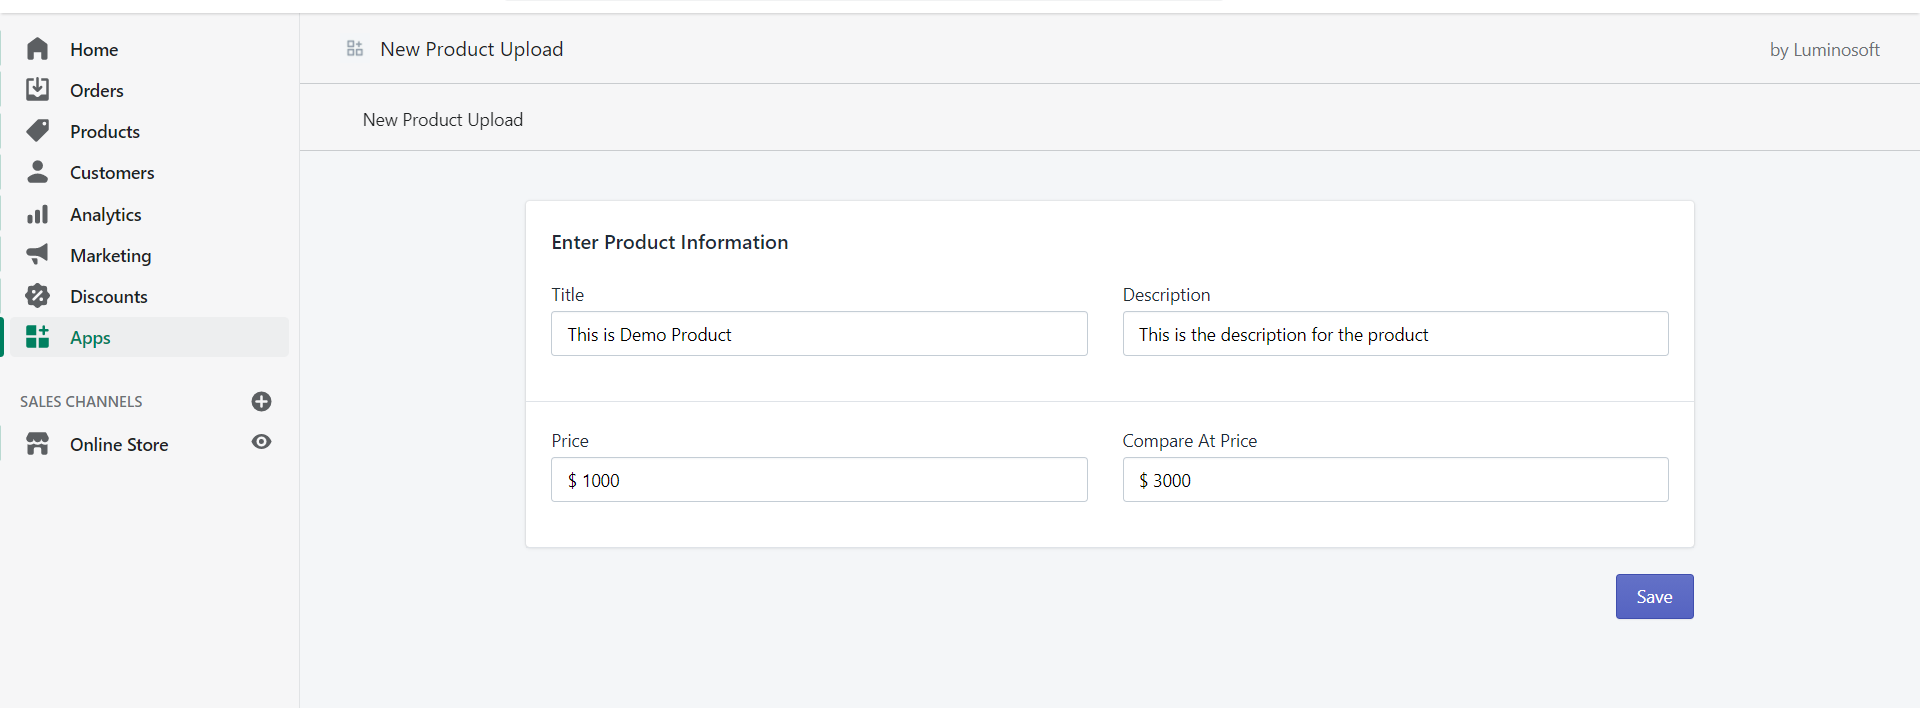 Home
Orders
Products
Customers
Analytics
Marketing
Discounts
Apps
SALES CHANNELS
Online Store
New Product Upload
by Luminosoft
New Product Upload
Enter Product Information
Title
Description
This is Demo Product
This is the description for the product
Price
Compare At Price
$ 1000
$ 3000
Save